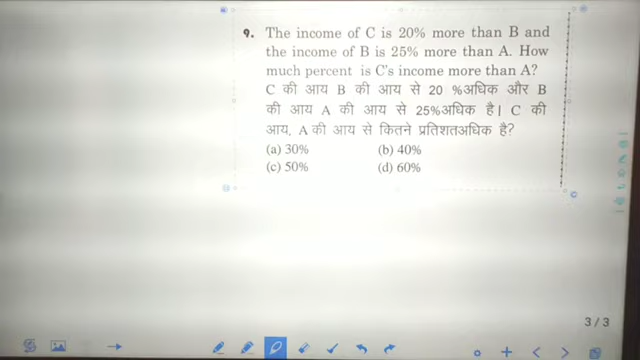 9. The income of C is 20% more than B and
the income of B is 25% more than A. How
much percent is C's income more than A?
C की आय B की आय से 20 %अधिक और B
की आय A की आय से 25%अधिक है। C की
आय, A की आय से कितने प्रतिशतअधिक है?
(a) 30% (b) 40%
(c) 50% (d) 60%
3/3